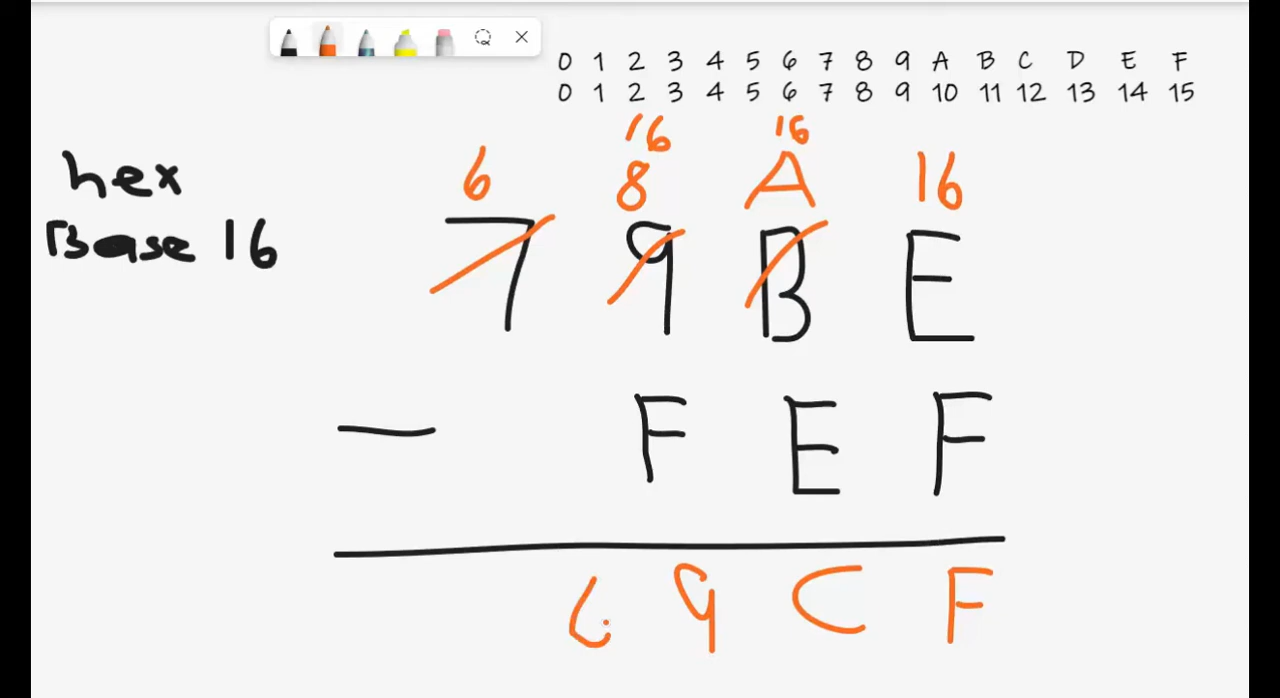 0 1 2 3 4 5 6 7 8 9 A B C D E F
0 1 2 3 4 5 6 7 8 9 10 11 12 13 14 15
16 16
hex 6 8 A 16
Base 16 7 9 B E
— F E F
6 9 C F